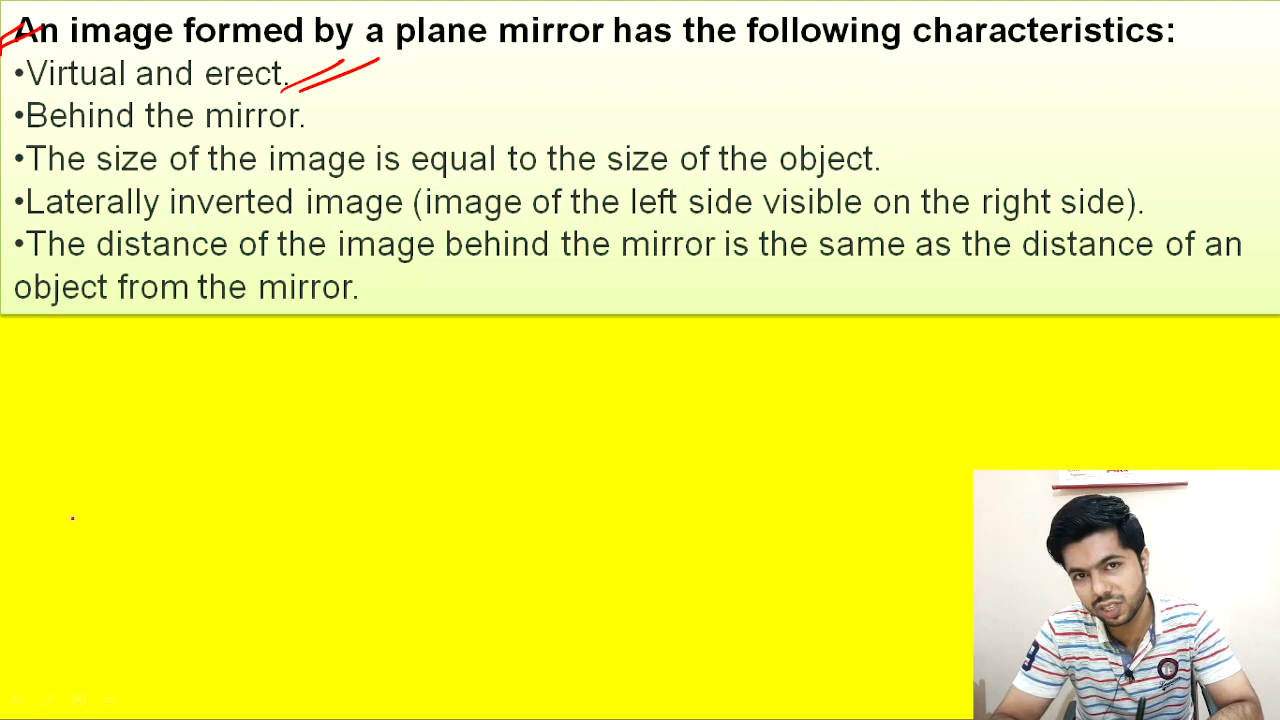 An image formed by a plane mirror has the following characteristics:
•Virtual and erect.
•Behind the mirror.
•The size of the image is equal to the size of the object.
•Laterally inverted image (image of the left side visible on the right side).
•The distance of the image behind the mirror is the same as the distance of an
object from the mirror.
9